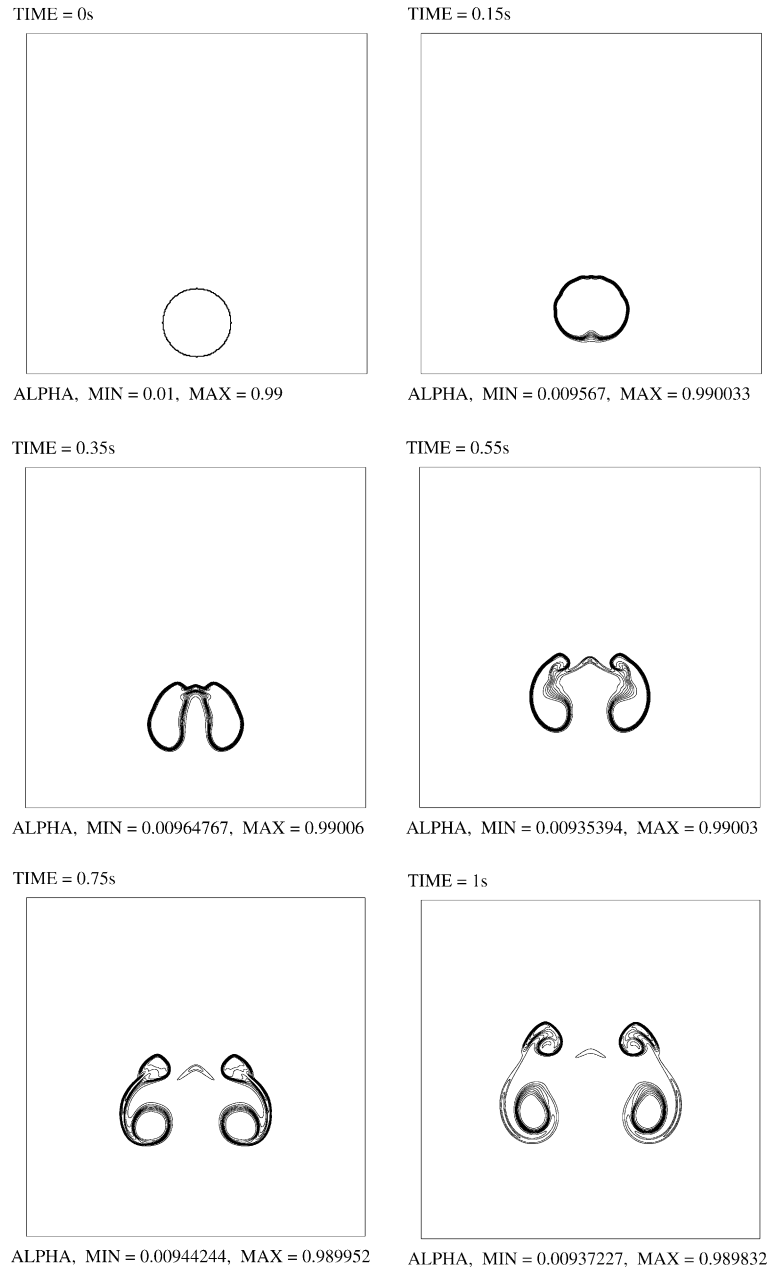 TIME = 0s
TIME = 0.15s
ALPHA, MIN = 0.01, MAX = 0.99
ALPHA, MIN = 0.009567, MAX = 0.990033
TIME = 0.35s
TIME = 0.55s
ALPHA, MIN = 0.00964767, MAX = 0.99006
ALPHA, MIN = 0.00935394, MAX = 0.99003
TIME = 0.75s
TIME = 1s
ALPHA, MIN = 0.00944244, MAX = 0.989952
ALPHA, MIN = 0.00937227, MAX = 0.989832